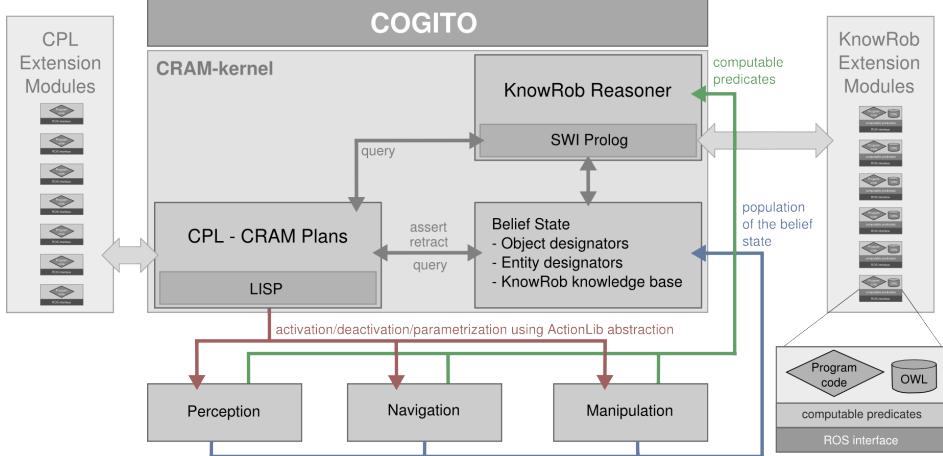 COGITO
CPL
Extension
Modules
CRAM-kernel
KnowRob Reasoner
SWI Prolog
computable
predicates
KnowRob
Extension
Modules
query
CPL - CRAM Plans
LISP
assert
retract
query
Belief State
- Object designators
- Entity designators
- KnowRob knowledge base
population
of the belief
state
activation/deactivation/parametrization using ActionLib abstraction
Perception
Navigation
Manipulation
Program
code
OWL
computable predicates
ROS interface